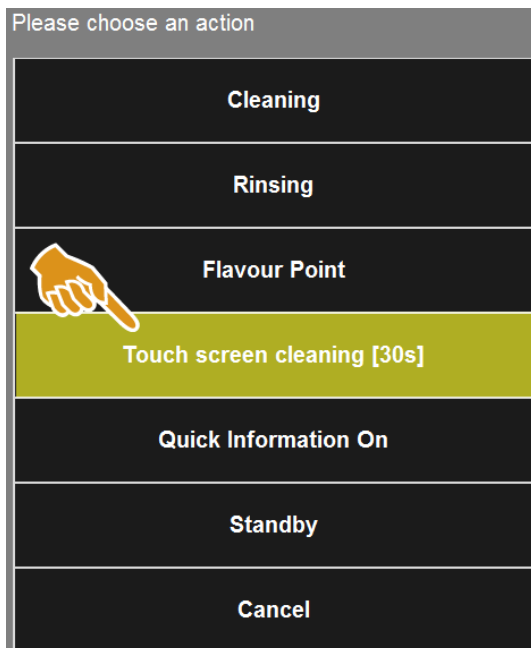 Please choose an action
Cleaning
Rinsing
Flavour Point
Touch screen cleaning [30s]
Quick Information On
Standby
Cancel